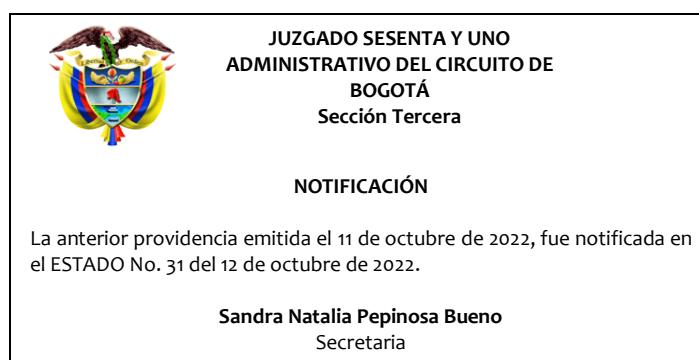 JUZGADO SESENTA Y UNO
ADMINISTRATIVO DEL CIRCUITO DE
BOGOTÁ
Sección Tercera
NOTIFICACIÓN
La anterior providencia emitida el 11 de octubre de 2022, fue notificada en
el ESTADO No. 31 del 12 de octubre de 2022.
Sandra Natalia Pepinosa Bueno
Secretaria